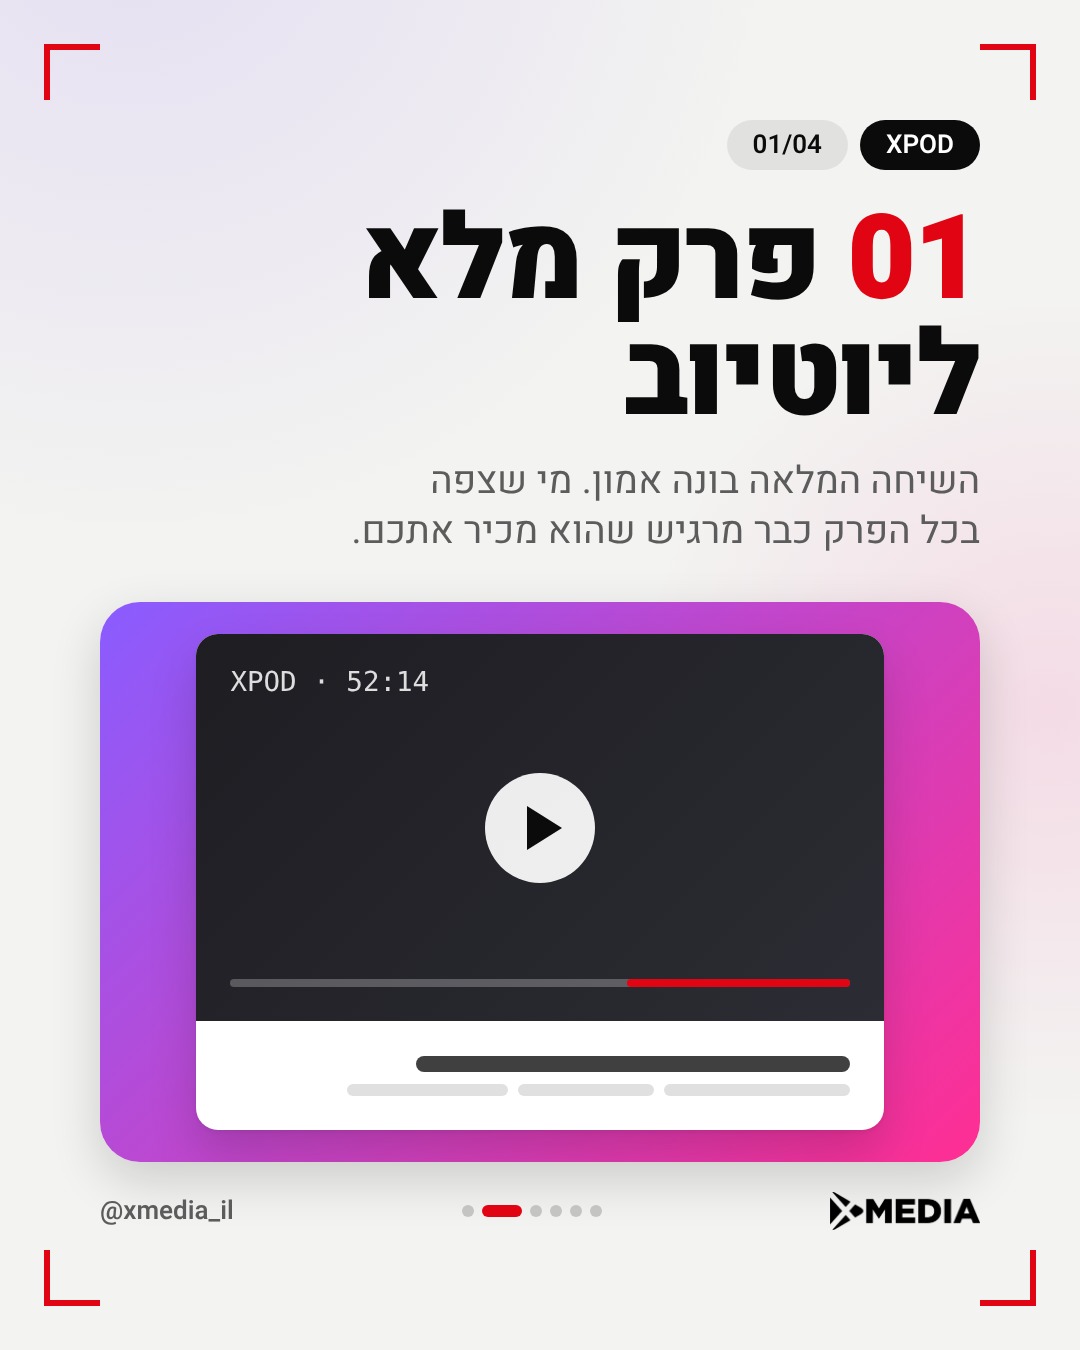 XPOD 01/04
01 פרק מלא
ליוטיוב
השיחה המלאה בונה אמון. מי שצפה
בכל הפרק כבר מרגיש שהוא מכיר אתכם.
XPOD · 52:14
@xmedia_il
XMEDIA